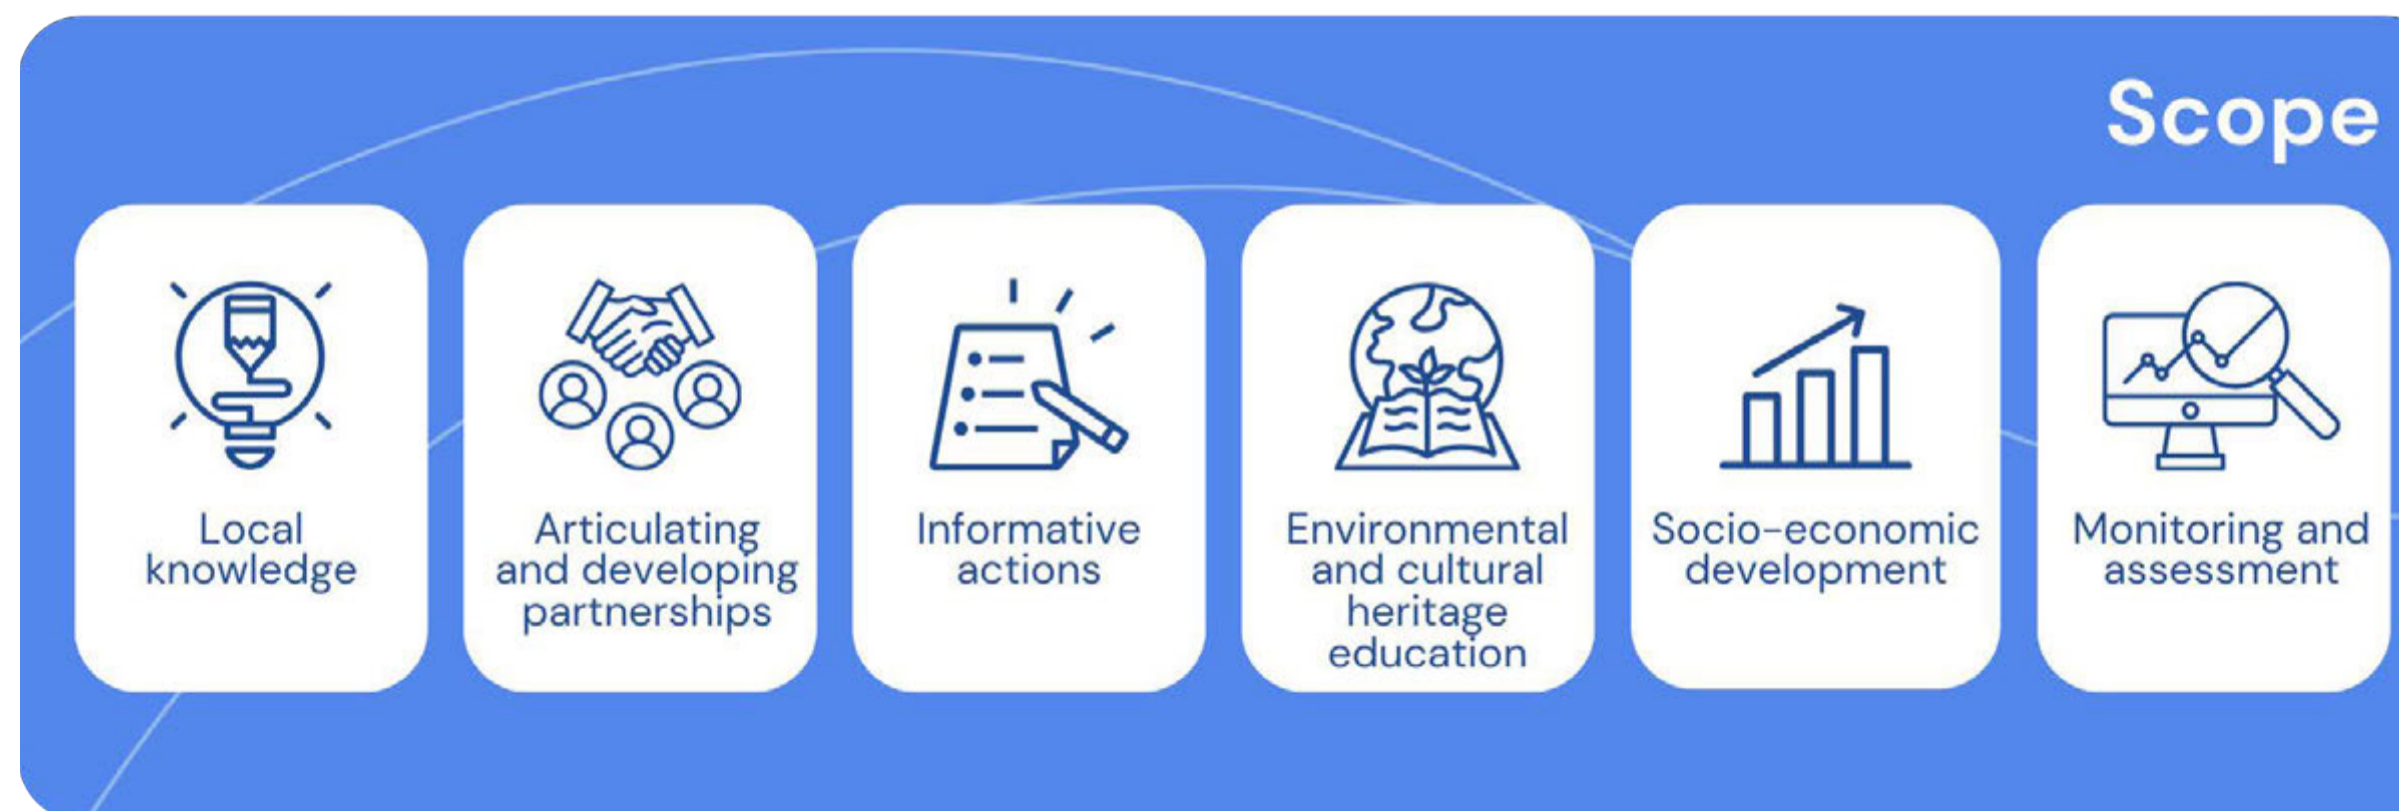 Scope
Local
knowledge
Articulating
and developing
partnerships
Informative
actions
Environmental
and cultural
heritage
education
Socio-economic
development
Monitoring and
assessment